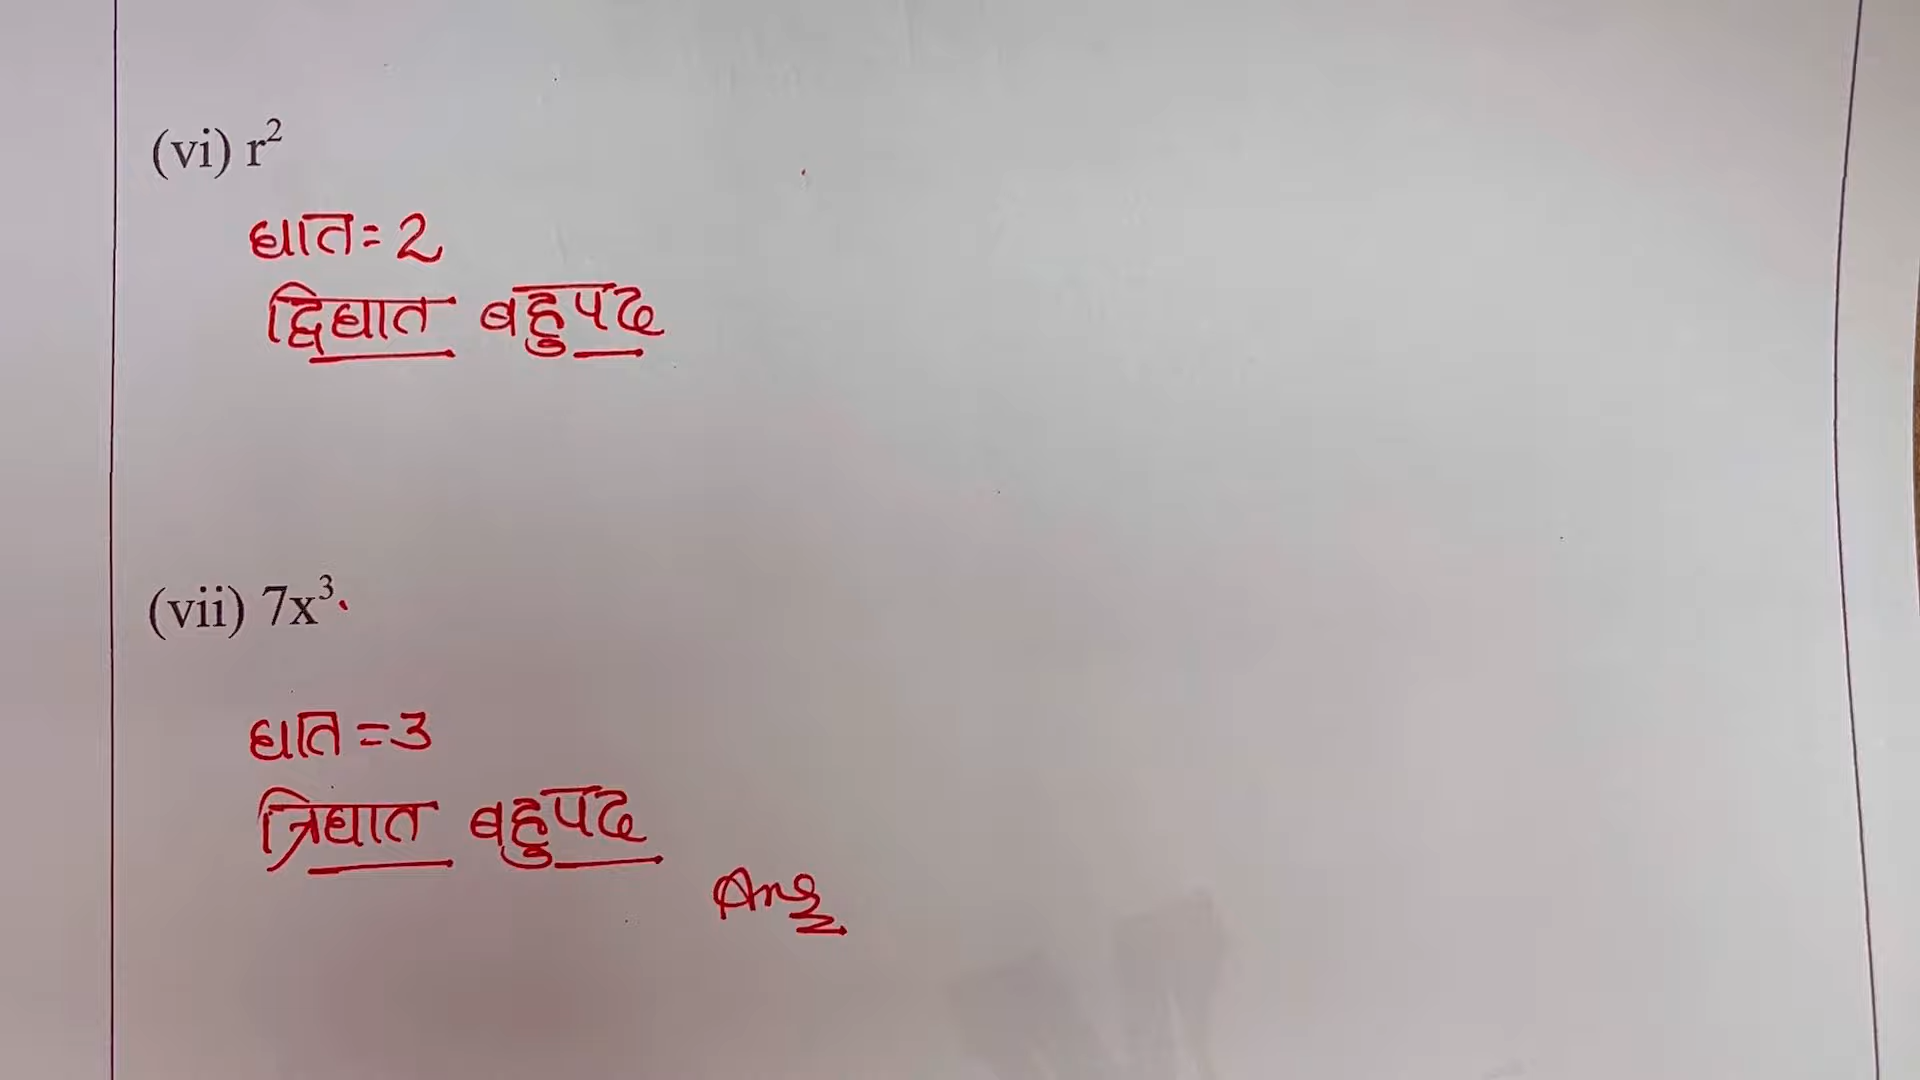 (vi) r²
घात = 2
द्विघात बहुपद
(vii) 7x³
घात = 3
त्रिघात बहुपद
Ans